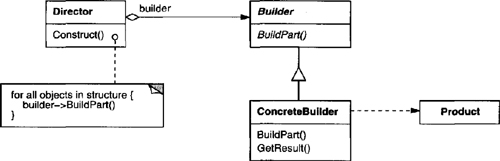 Director
builder
Builder
Construct()
BuildPart()
for all objects in structure {
builder->BuildPart()
}
ConcreteBuilder
Product
BuildPart()
GetResult()